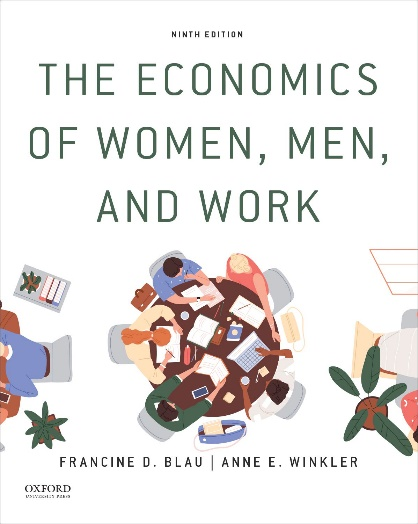 NINTH EDITION
THE ECONOMICS
OF WOMEN, MEN,
AND WORK
FRANCINE D. BLAU | ANNE E. WINKLER
OXFORD
UNIVERSITY PRESS